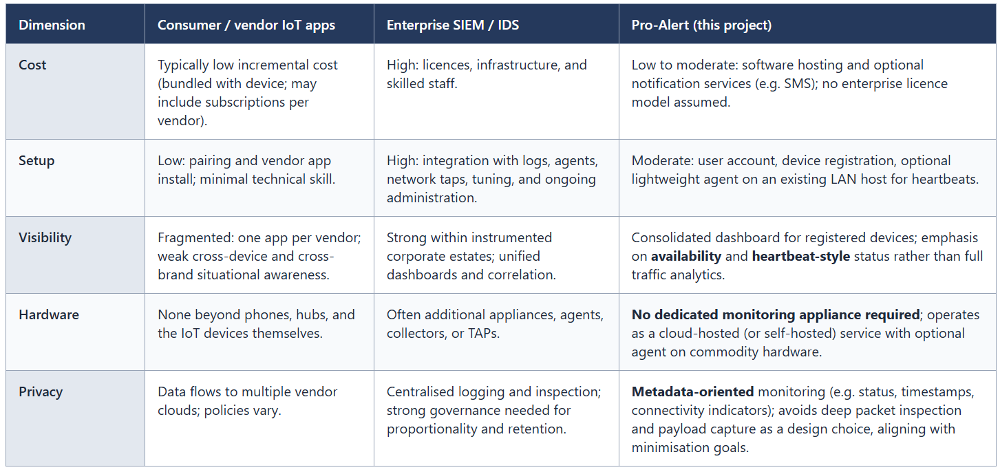 Dimension
Consumer / vendor IoT apps
Enterprise SIEM / IDS
Pro-Alert (this project)
Cost
Typically low incremental cost
(bundled with device; may
include subscriptions per
vendor).
High: licences, infrastructure, and
skilled staff.
Low to moderate: software hosting and optional
notification services (e.g. SMS); no enterprise licence
model assumed.
Setup
Low: pairing and vendor app
install; minimal technical skill.
High: integration with logs, agents,
network taps, tuning, and ongoing
administration.
Moderate: user account, device registration, optional
lightweight agent on an existing LAN host for heartbeats.
Visibility
Fragmented: one app per vendor;
weak cross-device and cross-
brand situational awareness.
Strong within instrumented
corporate estates; unified
dashboards and correlation.
Consolidated dashboard for registered devices; emphasis
on availability and heartbeat-style status rather than full
traffic analytics.
Hardware
None beyond phones, hubs, and
the IoT devices themselves.
Often additional appliances, agents,
collectors, or TAPs.
No dedicated monitoring appliance required; operates
as a cloud-hosted (or self-hosted) service with optional
agent on commodity hardware.
Privacy
Data flows to multiple vendor
clouds; policies vary.
Centralised logging and inspection;
strong governance needed for
proportionality and retention.
Metadata-oriented monitoring (e.g. status, timestamps,
connectivity indicators); avoids deep packet inspection
and payload capture as a design choice, aligning with
minimisation goals.